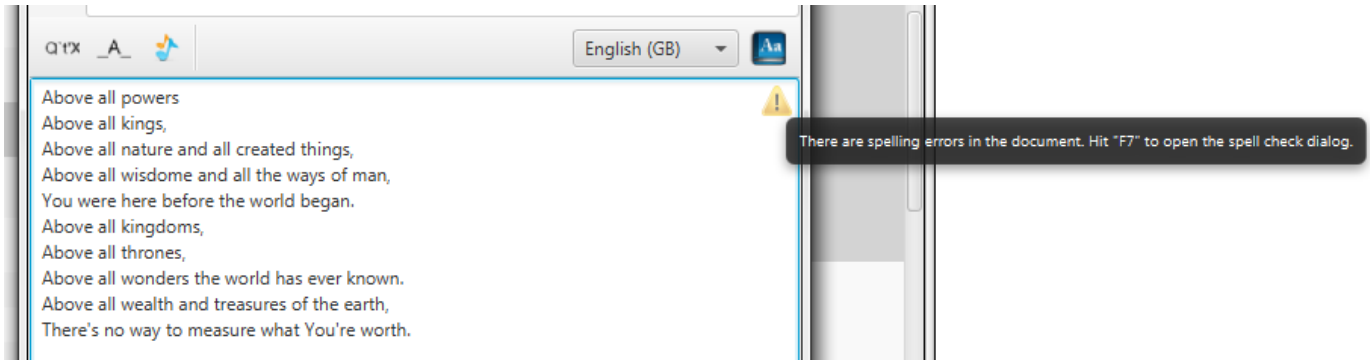 _A_
English (GB)
Aa
Above all powers
Above all kings,
Above all nature and all created things,
Above all wisdome and all the ways of man,
You were here before the world began.
Above all kingdoms,
Above all thrones,
Above all wonders the world has ever known.
Above all wealth and treasures of the earth,
There's no way to measure what You're worth.
There are spelling errors in the document. Hit "F7" to open the spell check dialog.